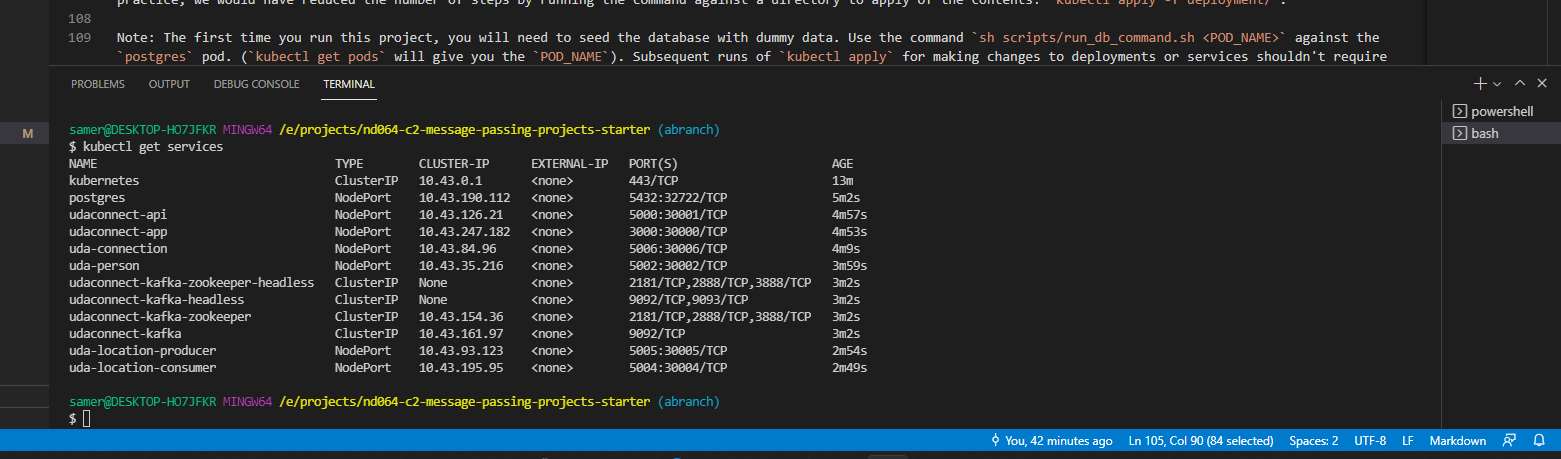 practice, we would have reduced the number of steps by running the command against a directory to apply of the contents: `kubectl apply -f deployment/`.
108
109 Note: The first time you run this project, you will need to seed the database with dummy data. Use the command `sh scripts/run_db_command.sh <POD_NAME>` against the
`postgres` pod. (`kubectl get pods` will give you the `POD_NAME`). Subsequent runs of `kubectl apply` for making changes to deployments or services shouldn't require
PROBLEMS OUTPUT DEBUG CONSOLE TERMINAL
powershell
M
bash
samer@DESKTOP-HO7JFKR MINGW64 /e/projects/nd064-c2-message-passing-projects-starter (abranch)
$ kubectl get services
NAME TYPE CLUSTER-IP EXTERNAL-IP PORT(S) AGE
kubernetes ClusterIP 10.43.0.1 <none> 443/TCP 13m
postgres NodePort 10.43.190.112 <none> 5432:32722/TCP 5m2s
udaconnect-api NodePort 10.43.126.21 <none> 5000:30001/TCP 4m57s
udaconnect-app NodePort 10.43.247.182 <none> 3000:30000/TCP 4m53s
uda-connection NodePort 10.43.84.96 <none> 5006:30006/TCP 4m9s
uda-person NodePort 10.43.35.216 <none> 5002:30002/TCP 3m59s
udaconnect-kafka-zookeeper-headless ClusterIP None <none> 2181/TCP,2888/TCP,3888/TCP 3m2s
udaconnect-kafka-headless ClusterIP None <none> 9092/TCP,9093/TCP 3m2s
udaconnect-kafka-zookeeper ClusterIP 10.43.154.36 <none> 2181/TCP,2888/TCP,3888/TCP 3m2s
udaconnect-kafka ClusterIP 10.43.161.97 <none> 9092/TCP 3m2s
uda-location-producer NodePort 10.43.93.123 <none> 5005:30005/TCP 2m54s
uda-location-consumer NodePort 10.43.195.95 <none> 5004:30004/TCP 2m49s
samer@DESKTOP-HO7JFKR MINGW64 /e/projects/nd064-c2-message-passing-projects-starter (abranch)
$
You, 42 minutes ago Ln 105, Col 90 (84 selected) Spaces: 2 UTF-8 LF Markdown